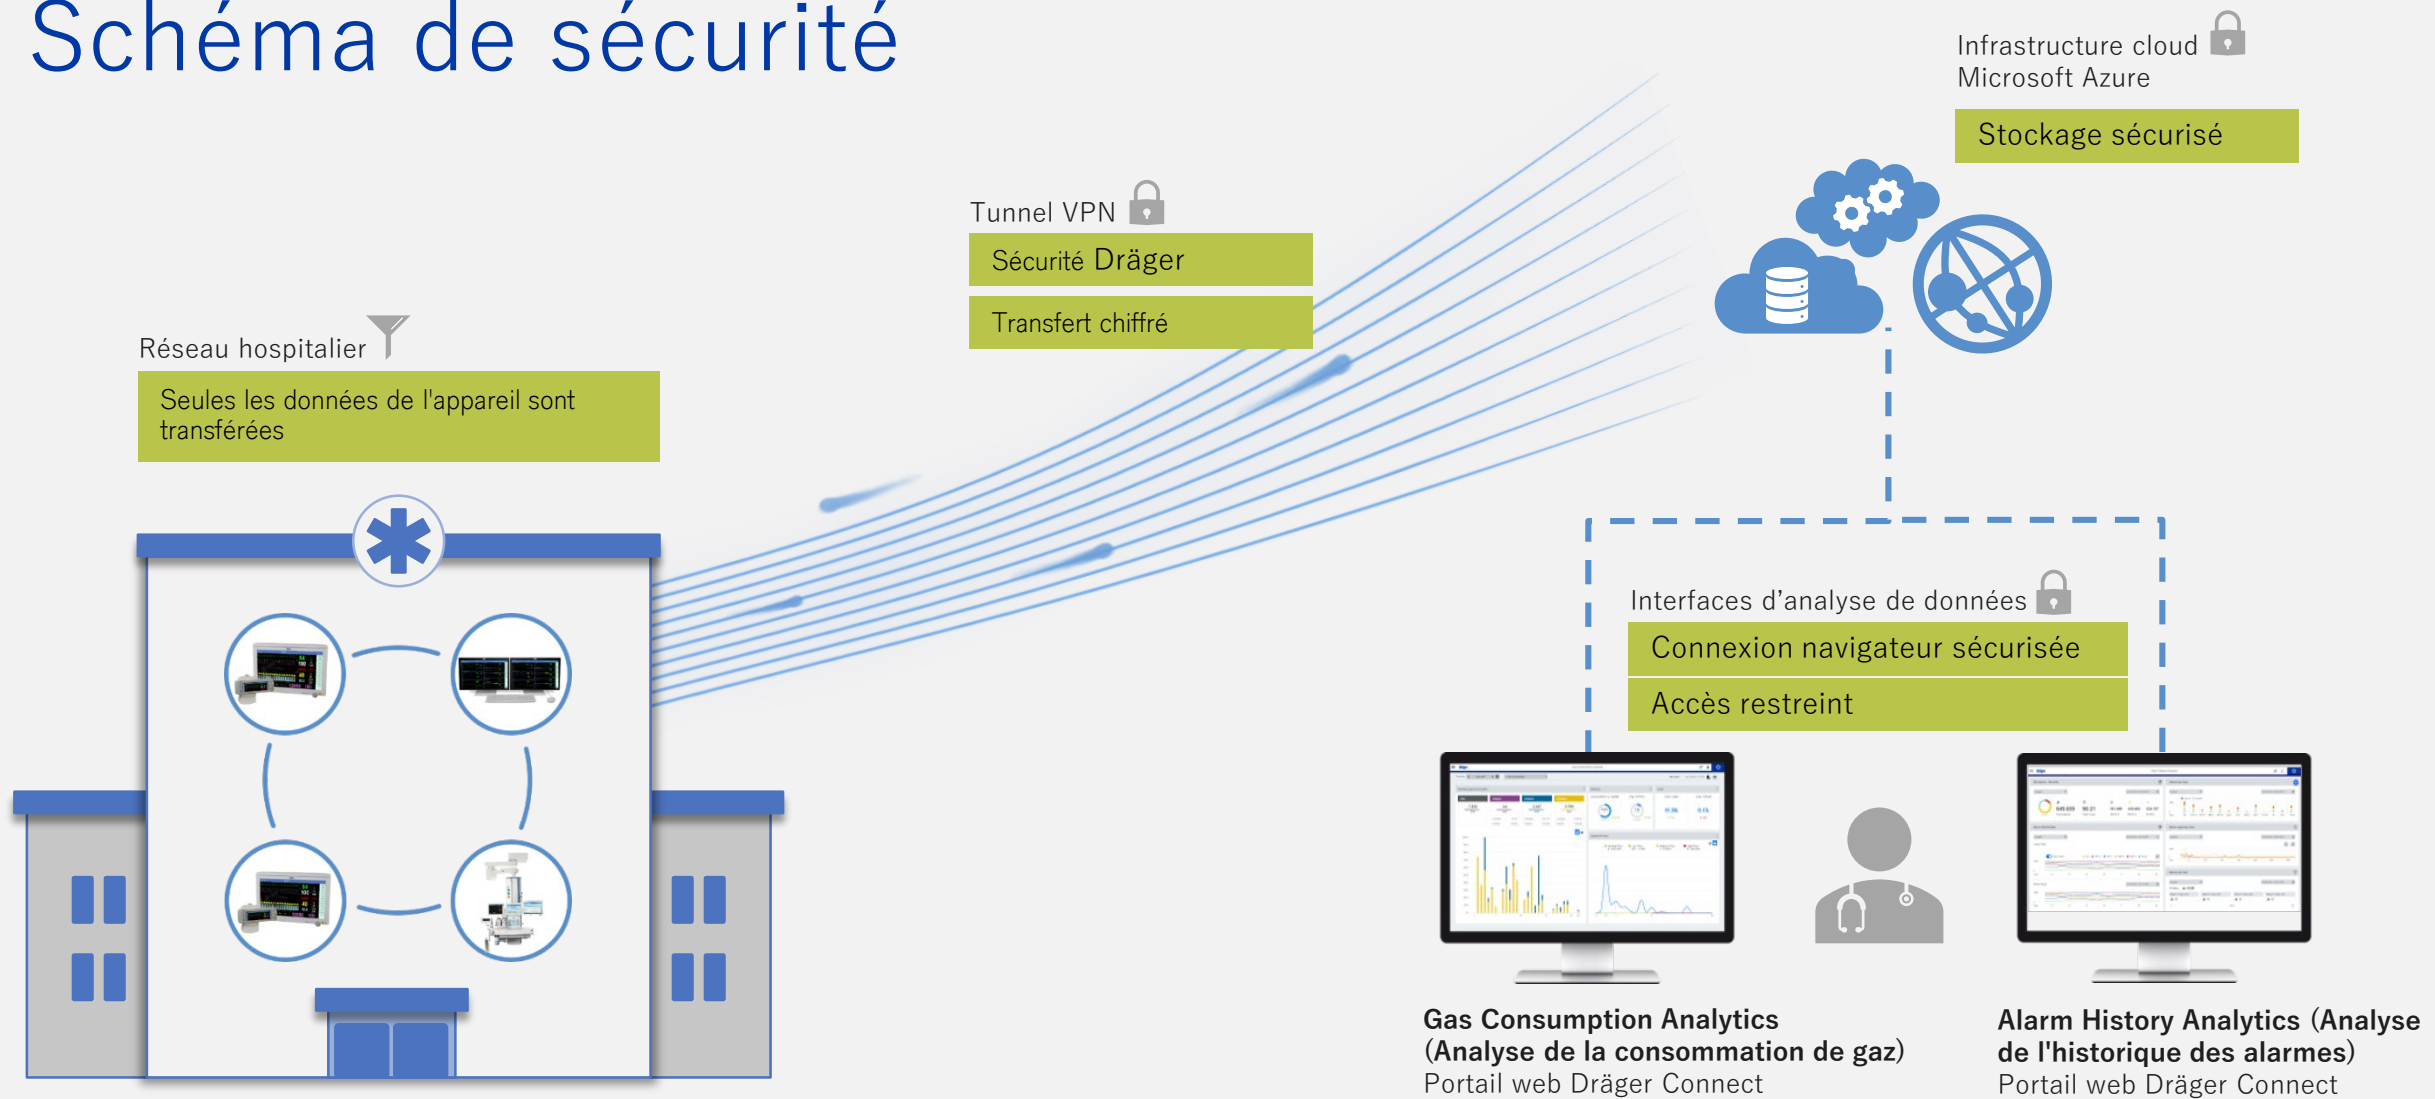 Schéma de sécurité
Infrastructure cloud
Microsoft Azure
Stockage sécurisé
Tunnel VPN
Sécurité Dräger
Transfert chiffré
Réseau hospitalier
Seules les données de l'appareil sont
transférées
Interfaces d’analyse de données
Connexion navigateur sécurisée
Accès restreint
Gas Consumption Analytics
(Analyse de la consommation de gaz)
Portail web Dräger Connect
Alarm History Analytics (Analyse
de l'historique des alarmes)
Portail web Dräger Connect